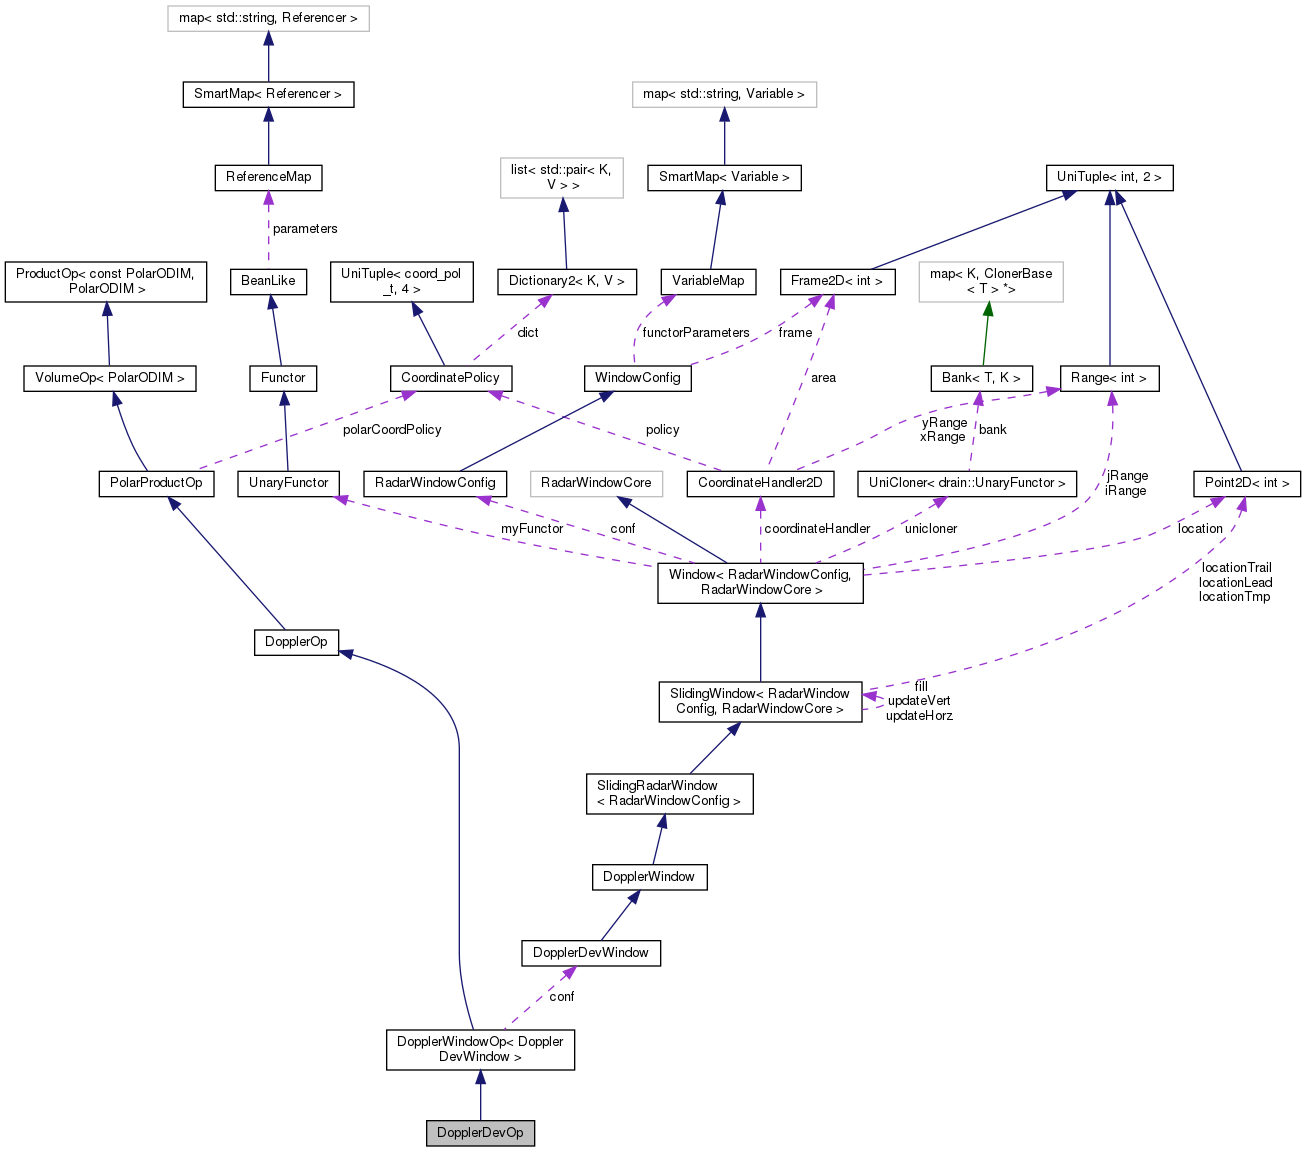 map< std::string, Referencer >
SmartMap< Referencer >
map< std::string, Variable >
ReferenceMap
list< std::pair< K,
V > >
SmartMap< Variable >
UniTuple< int, 2 >
parameters
ProductOp< const PolarODIM,
PolarODIM >
BeanLike
UniTuple< coord_pol
_t, 4 >
Dictionary2< K, V >
VariableMap
Frame2D< int >
map< K, ClonerBase
< T > *>
dict
functorParameters
frame
VolumeOp< PolarODIM >
Functor
CoordinatePolicy
WindowConfig
area
Bank< T, K >
Range< int >
polarCoordPolicy
policy
yRange
xRange
bank
PolarProductOp
UnaryFunctor
RadarWindowConfig
RadarWindowCore
CoordinateHandler2D
UniCloner< drain::UnaryFunctor >
jRange
iRange
Point2D< int >
myFunctor
conf
coordinateHandler
unicloner
location
Window< RadarWindowConfig,
RadarWindowCore >
locationTrail
locationLead
locationTmp
DopplerOp
SlidingWindow< RadarWindow
Config, RadarWindowCore >
fill
updateVert
updateHorz
SlidingRadarWindow
< RadarWindowConfig >
DopplerWindow
DopplerDevWindow
conf
DopplerWindowOp< Doppler
DevWindow >
DopplerDevOp